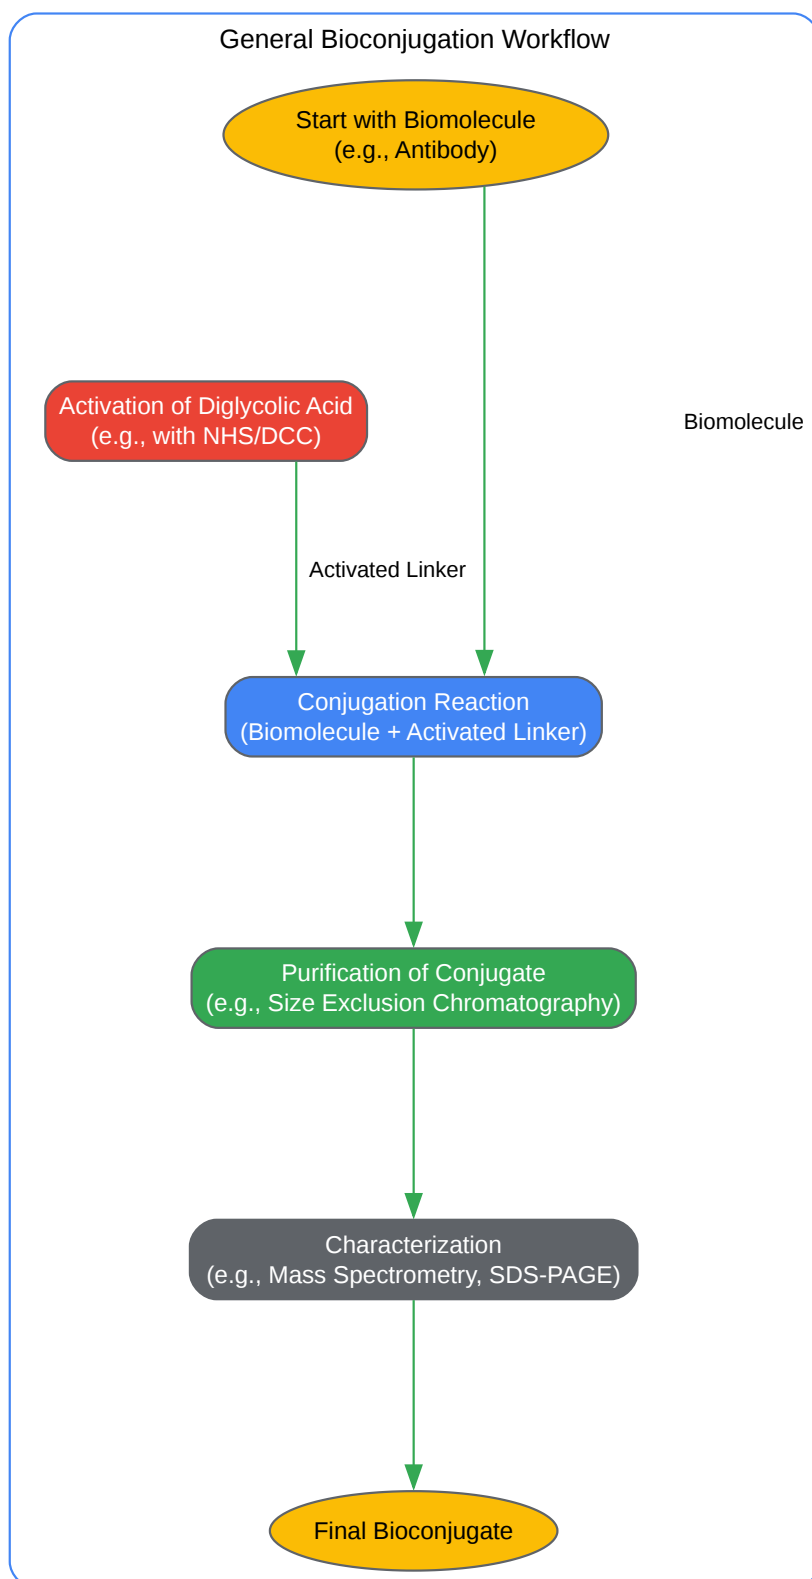 General Bioconjugation Workflow
Start with Biomolecule
(e.g., Antibody)
Activation of Diglycolic Acid
(e.g., with NHS/DCC)
Biomolecule
Activated Linker
Conjugation Reaction
(Biomolecule + Activated Linker)
Purification of Conjugate
(e.g., Size Exclusion Chromatography)
Characterization
(e.g., Mass Spectrometry, SDS-PAGE)
Final Bioconjugate